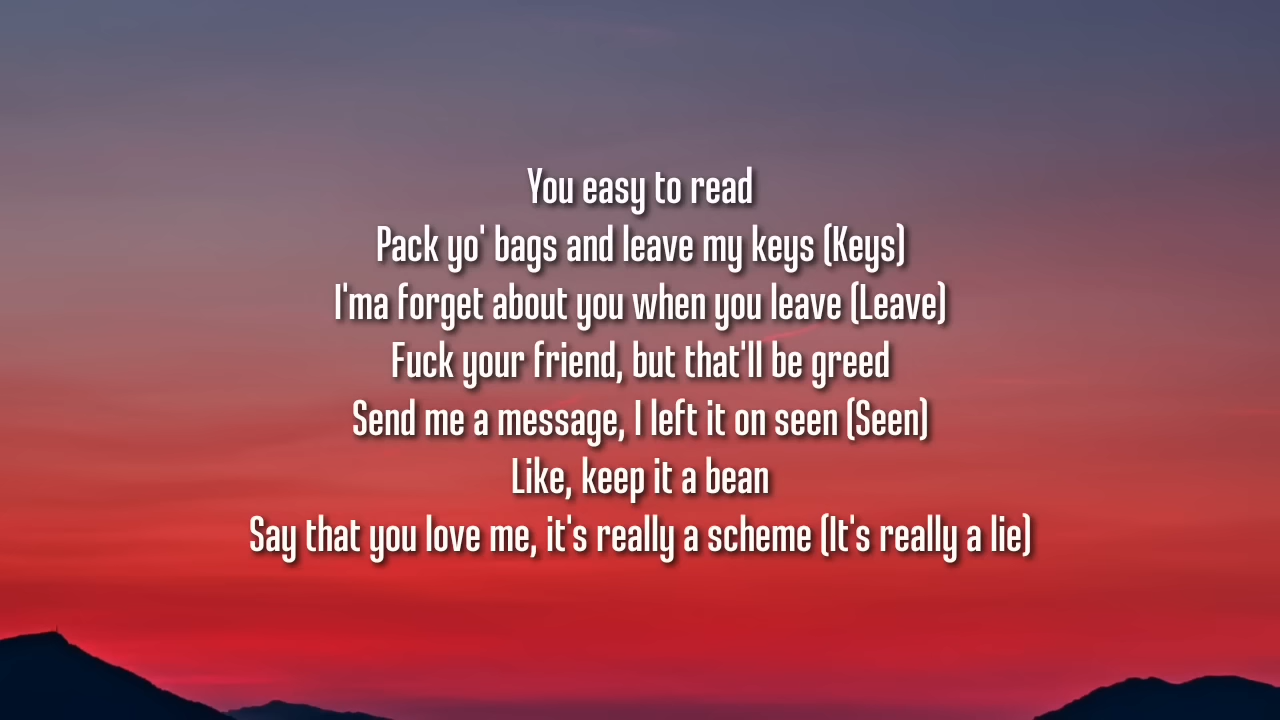 You easy to read
Pack yo' bags and leave my keys (Keys)
I'ma forget about you when you leave (Leave)
Fuck your friend, but that'll be greed
Send me a message, I left it on seen (Seen)
Like, keep it a bean
Say that you love me, it's really a scheme (It's really a lie)